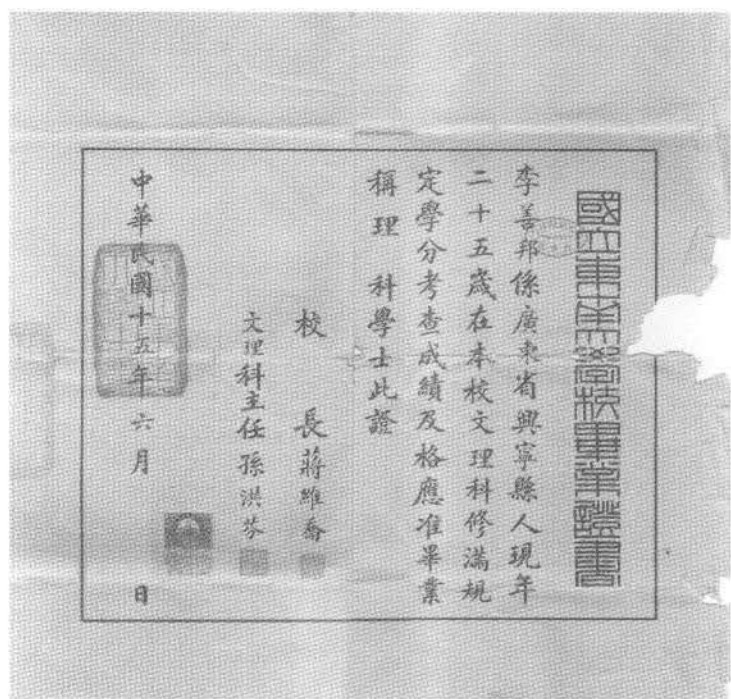 國立東南大學校畢業證書
李善邦係廣東省興寧縣人現年
二十五歲在本校文理科修滿規
定學分考查成績及格應准畢業
稱理 科學士此證
校 長 蔣維喬
文理科主任 孫洪芬
中華民國十五年六月 日